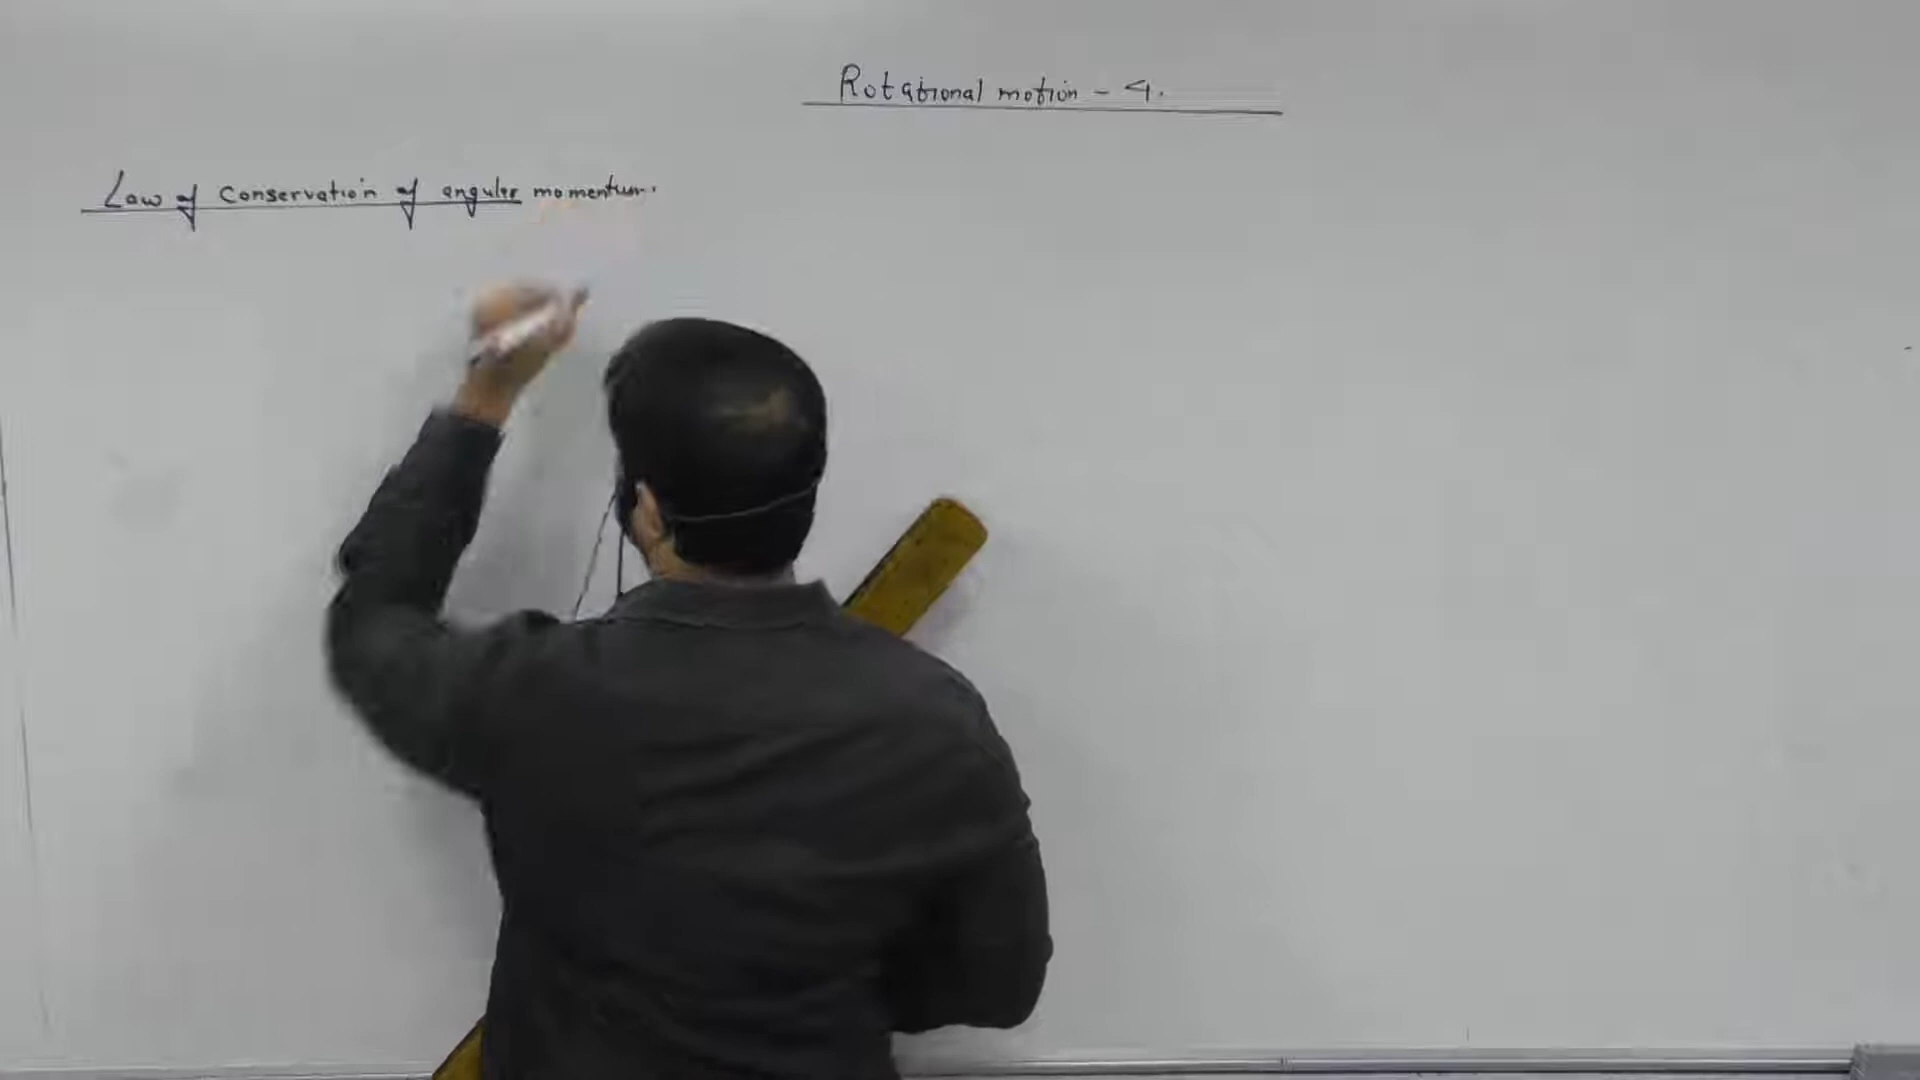 Rotational motion - 4.
Law of Conservation of angular momentum.